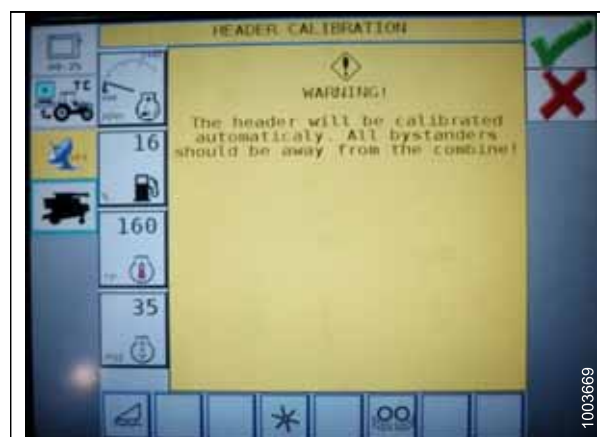 HEADER CALIBRATION
WARNING!
The header will be calibrated
automaticaly. All bystanders
should be away from the combine!
TC
16
160
35
1003669